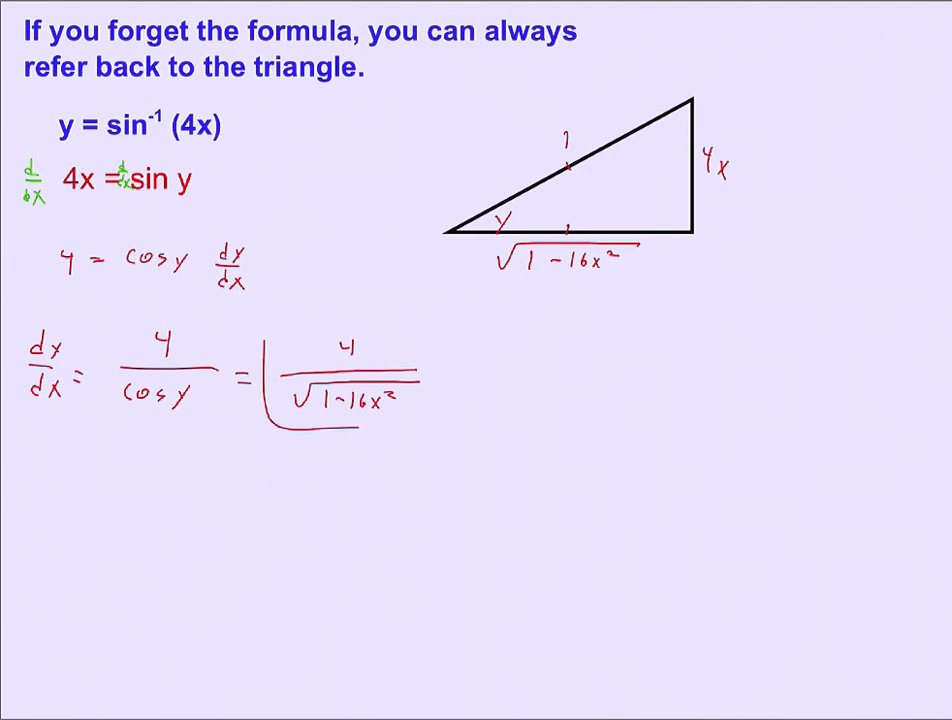 If you forget the formula, you can always
refer back to the triangle.
y = sin⁻¹ (4x)
d/dx 4x = d/dx sin y
4 = cos y dy/dx
dy/dx = 4/cos y = 4/√(1-16x²)
1
4x
y
√(1-16x²)